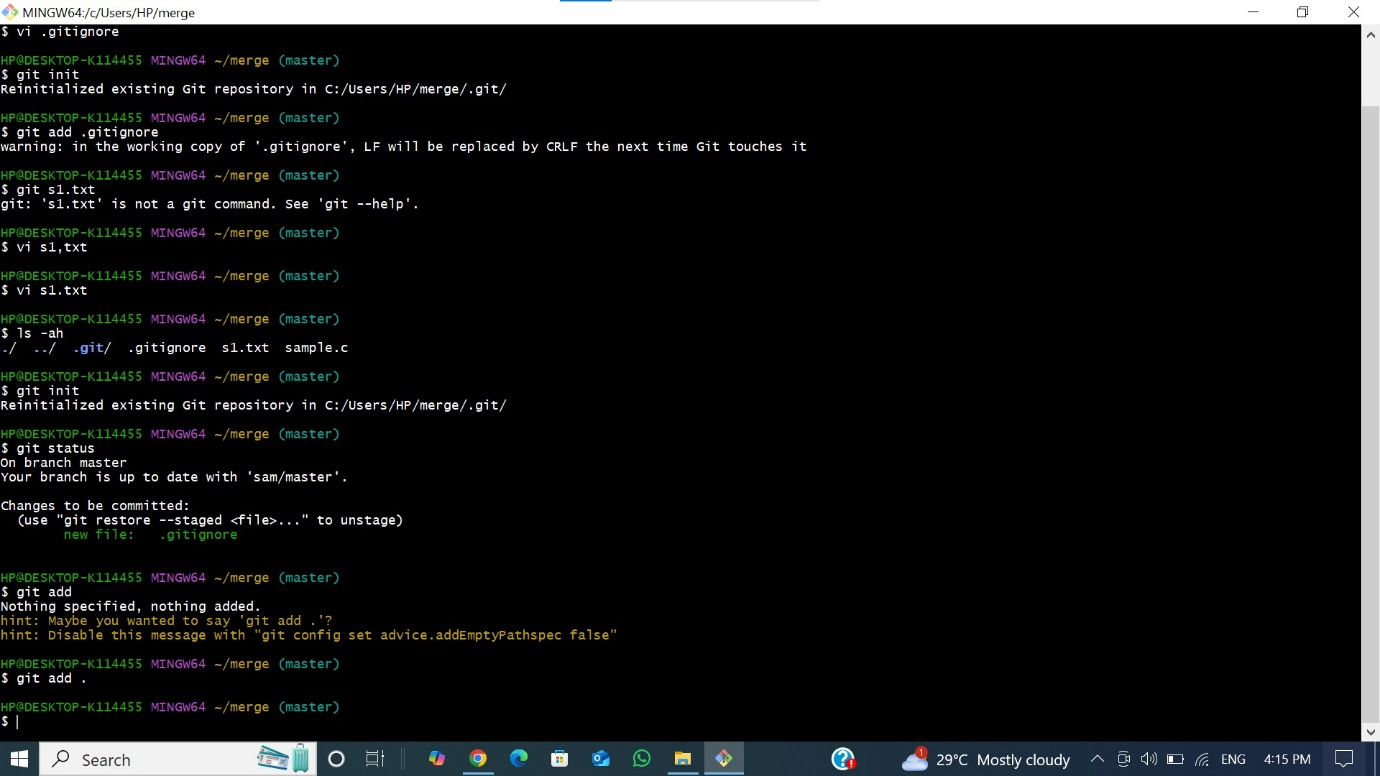 MINGW64:/c/Users/HP/merge
$ vi .gitignore
HP@DESKTOP-K114455 MINGW64 ~/merge (master)
$ git init
Reinitialized existing Git repository in C:/Users/HP/merge/.git/
HP@DESKTOP-K114455 MINGW64 ~/merge (master)
$ git add .gitignore
warning: in the working copy of '.gitignore', LF will be replaced by CRLF the next time Git touches it
HP@DESKTOP-K114455 MINGW64 ~/merge (master)
$ git s1.txt
git: 's1.txt' is not a git command. See 'git --help'.
HP@DESKTOP-K114455 MINGW64 ~/merge (master)
$ vi s1,txt
HP@DESKTOP-K114455 MINGW64 ~/merge (master)
$ vi s1.txt
HP@DESKTOP-K114455 MINGW64 ~/merge (master)
$ ls -ah
./  ../  .git/  .gitignore  s1.txt  sample.c
HP@DESKTOP-K114455 MINGW64 ~/merge (master)
$ git init
Reinitialized existing Git repository in C:/Users/HP/merge/.git/
HP@DESKTOP-K114455 MINGW64 ~/merge (master)
$ git status
On branch master
Your branch is up to date with 'sam/master'.
Changes to be committed:
  (use "git restore --staged <file>..." to unstage)
        new file:   .gitignore
HP@DESKTOP-K114455 MINGW64 ~/merge (master)
$ git add
Nothing specified, nothing added.
hint: Maybe you wanted to say 'git add .'?
hint: Disable this message with "git config set advice.addEmptyPathspec false"
HP@DESKTOP-K114455 MINGW64 ~/merge (master)
$ git add .
HP@DESKTOP-K114455 MINGW64 ~/merge (master)
$
Search
1
29°C Mostly cloudy
ENG
4:15 PM